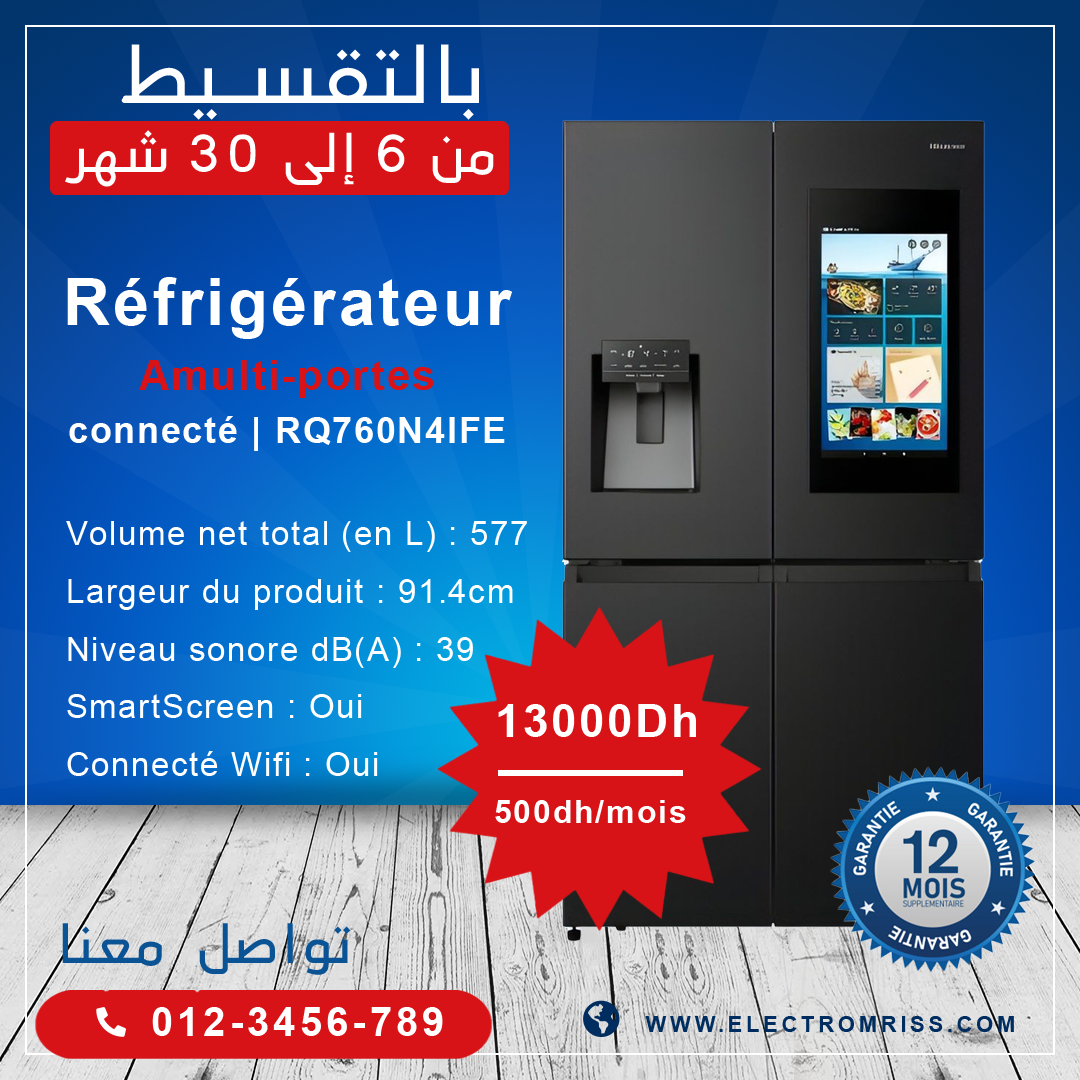 بالتقسيط
من 6 إلى 30 شهر
Réfrigérateur
Amulti-portes
connecté | RQ760N4IFE
Volume net total (en L) : 577
Largeur du produit : 91.4cm
Niveau sonore dB(A) : 39
SmartScreen : Oui
Connecté Wifi : Oui
13000Dh
500dh/mois
GARANTIE
GARANTIE
12
MOIS
SUPPLEMENTAIRE
GARANTIE
تواصل معنا
012-3456-789
WWW.ELECTROMRISS.COM